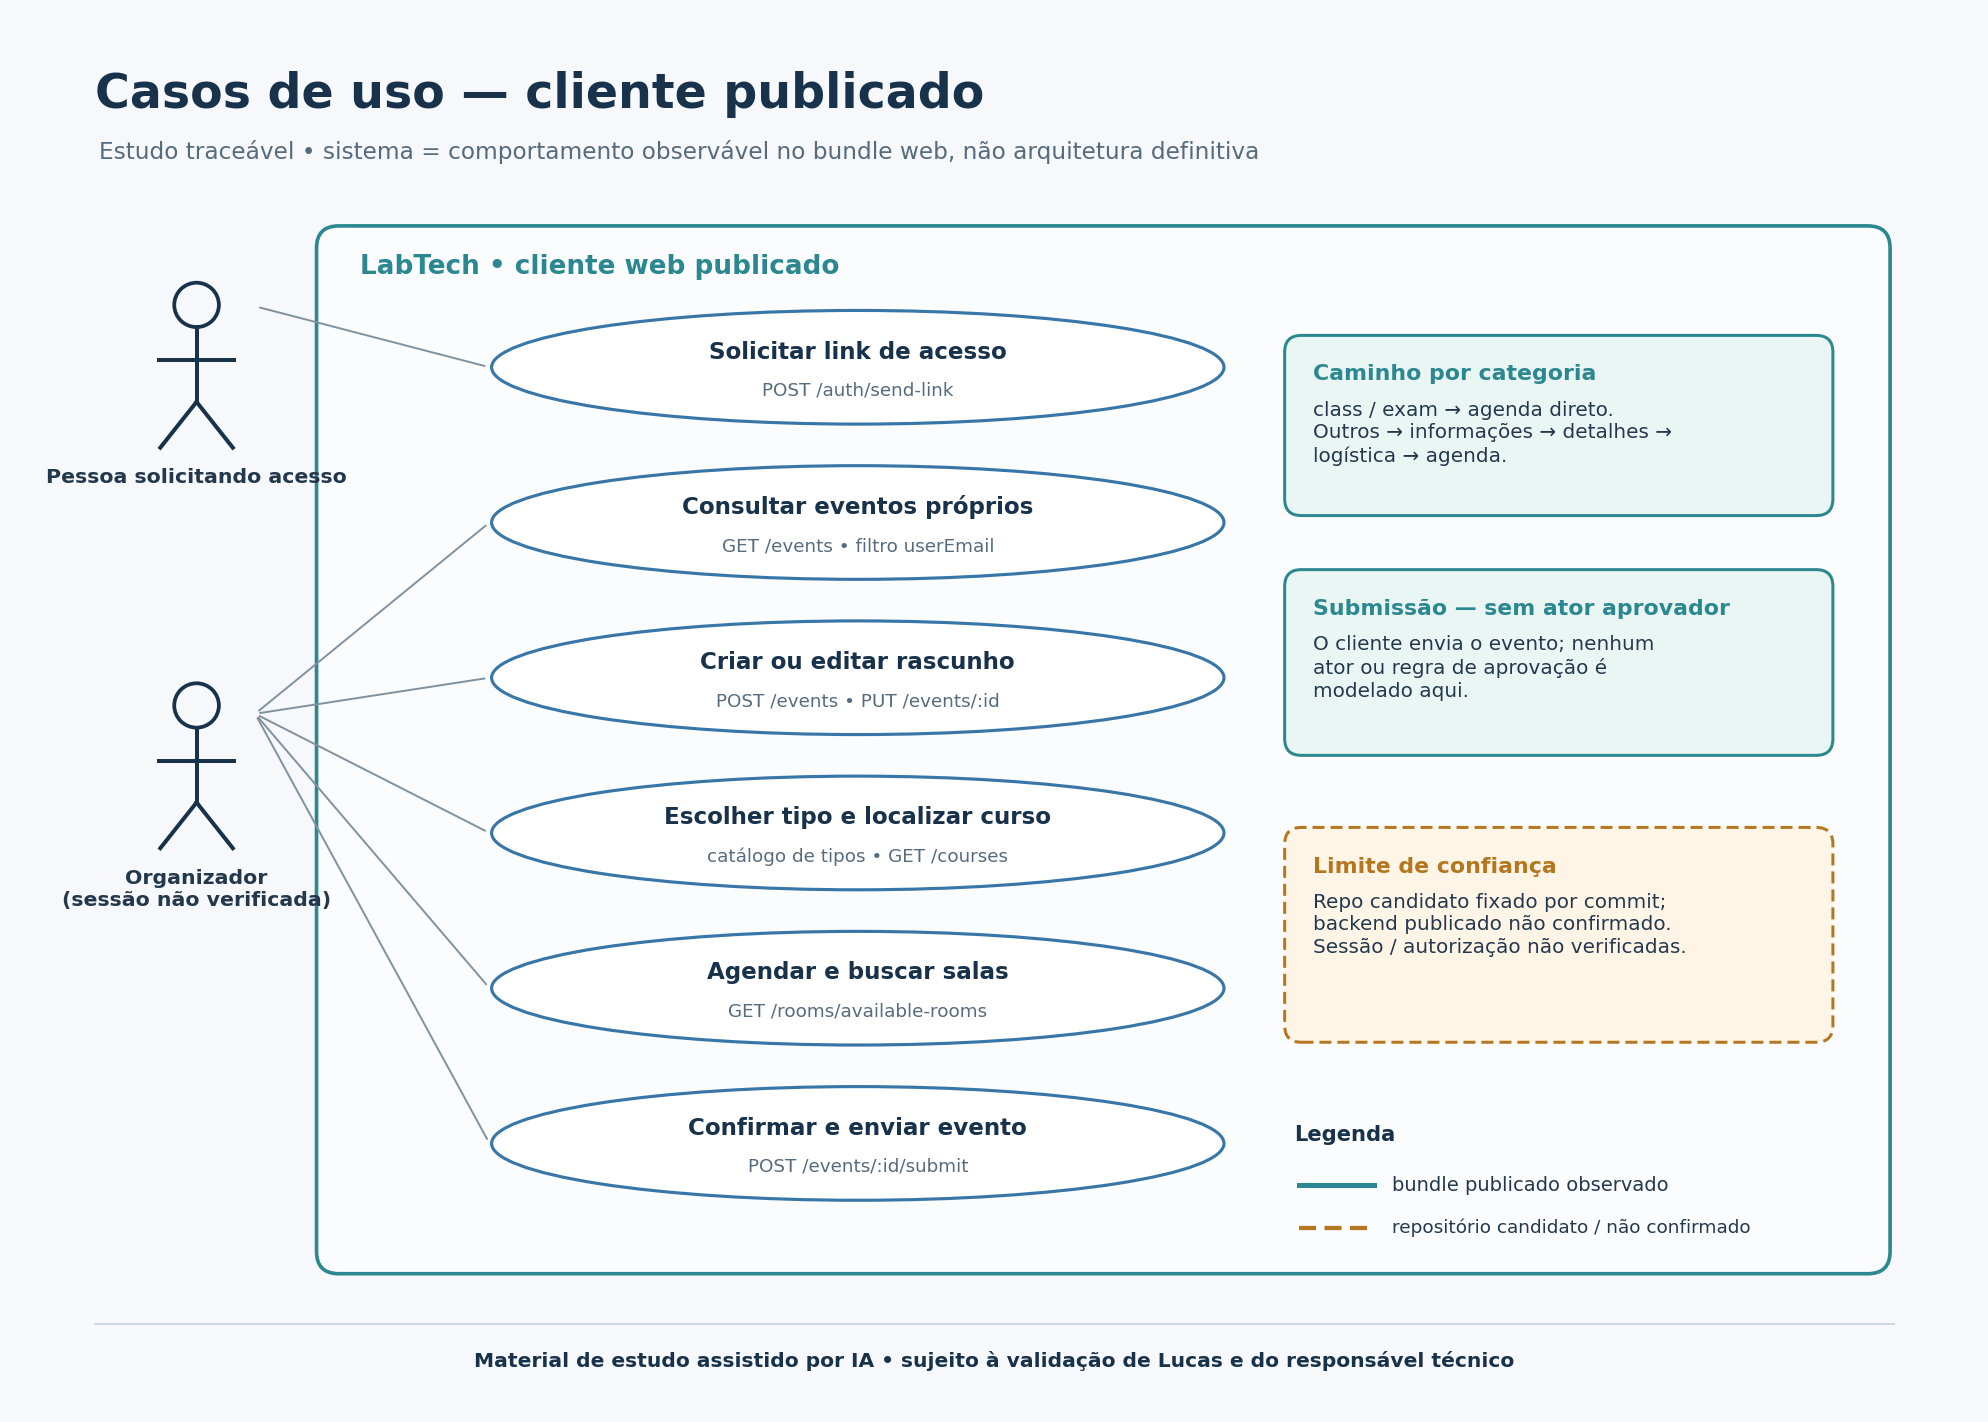 Casos de uso — cliente publicado
Estudo traceável • sistema = comportamento observável no bundle web, não arquitetura definitiva
LabTech • cliente web publicado
Pessoa solicitando acesso
Organizador
(sessão não verificada)
Solicitar link de acesso
POST /auth/send-link
Consultar eventos próprios
GET /events • filtro userEmail
Criar ou editar rascunho
POST /events • PUT /events/:id
Escolher tipo e localizar curso
catálogo de tipos • GET /courses
Agendar e buscar salas
GET /rooms/available-rooms
Confirmar e enviar evento
POST /events/:id/submit
Caminho por categoria
class / exam → agenda direto.
Outros → informações → detalhes →
logística → agenda.
Submissão — sem ator aprovador
O cliente envia o evento; nenhum
ator ou regra de aprovação é
modelado aqui.
Limite de confiança
Repo candidato fixado por commit;
backend publicado não confirmado.
Sessão / autorização não verificadas.
Legenda
bundle publicado observado
repositório candidato / não confirmado
Material de estudo assistido por IA • sujeito à validação de Lucas e do responsável técnico